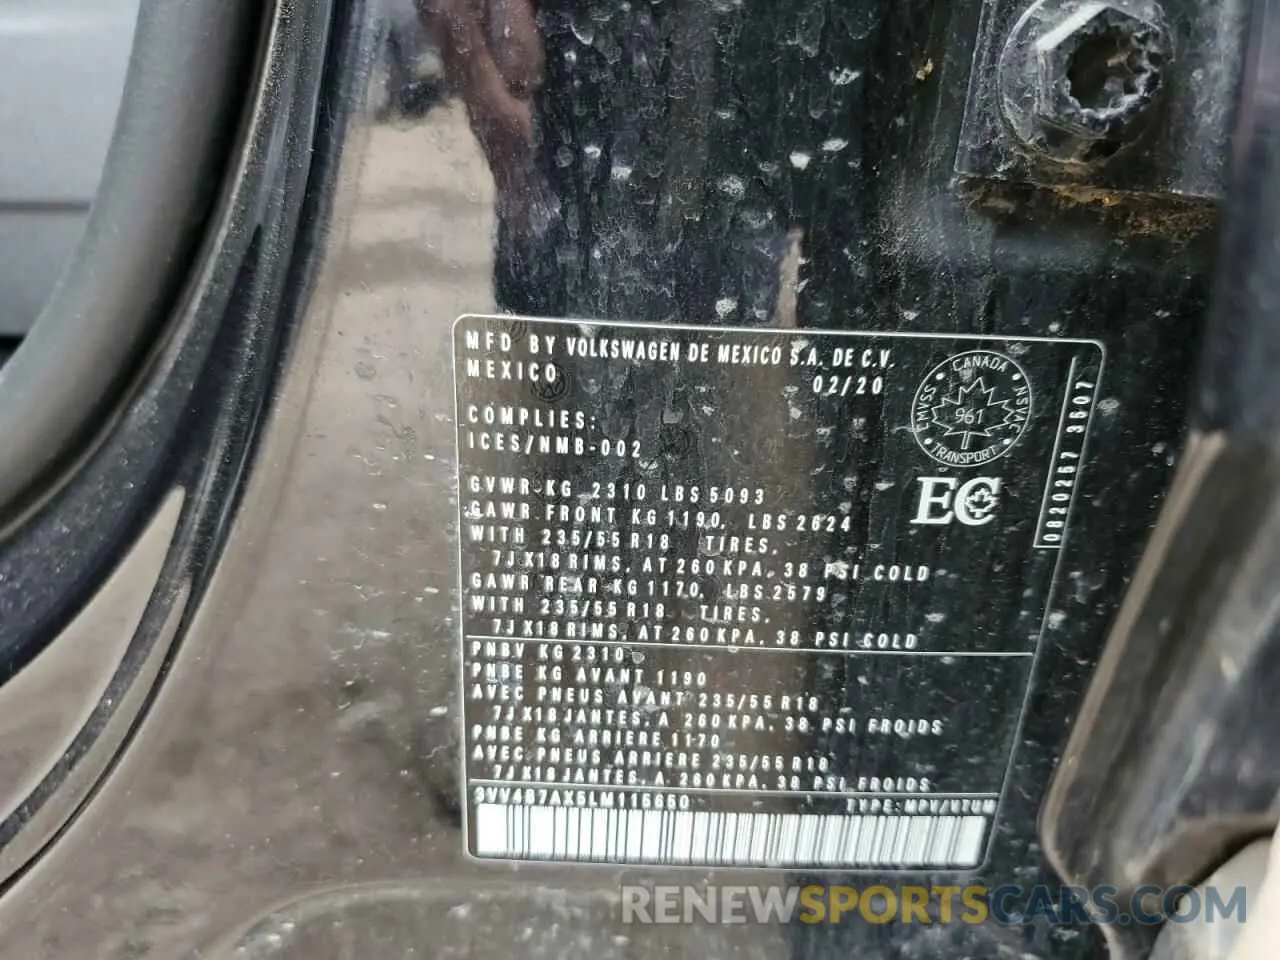 MFD BY VOLKSWAGEN DE MEXICO S.A. DE C.V.
MEXICO 02/20
COMPLIES:
ICES/NMB-002
CANADA
CMVSS NSVAC
961
TRANSPORT
EC
0820257 3507
GVWR KG 2310 LBS 5093
GAWR FRONT KG 1190, LBS 2624
WITH 235/55 R18 TIRES,
7J X18 RIMS, AT 260 KPA, 38 PSI COLD
GAWR REAR KG 1170, LBS 2579
WITH 235/55 R18 TIRES,
7J X18 RIMS, AT 260 KPA, 38 PSI COLD
PNBV KG 2310
PNBE KG AVANT 1190
AVEC PNEUS AVANT 235/55 R18
7J X18 JANTES, A 260 KPA, 38 PSI FROIDS
PNBE KG ARRIERE 1170
AVEC PNEUS ARRIERE 235/55 R18
7J X18 JANTES, A 260 KPA, 38 PSI FROIDS
TYPE: MPV/VTUM
RENEWSPORTSCARS.COM